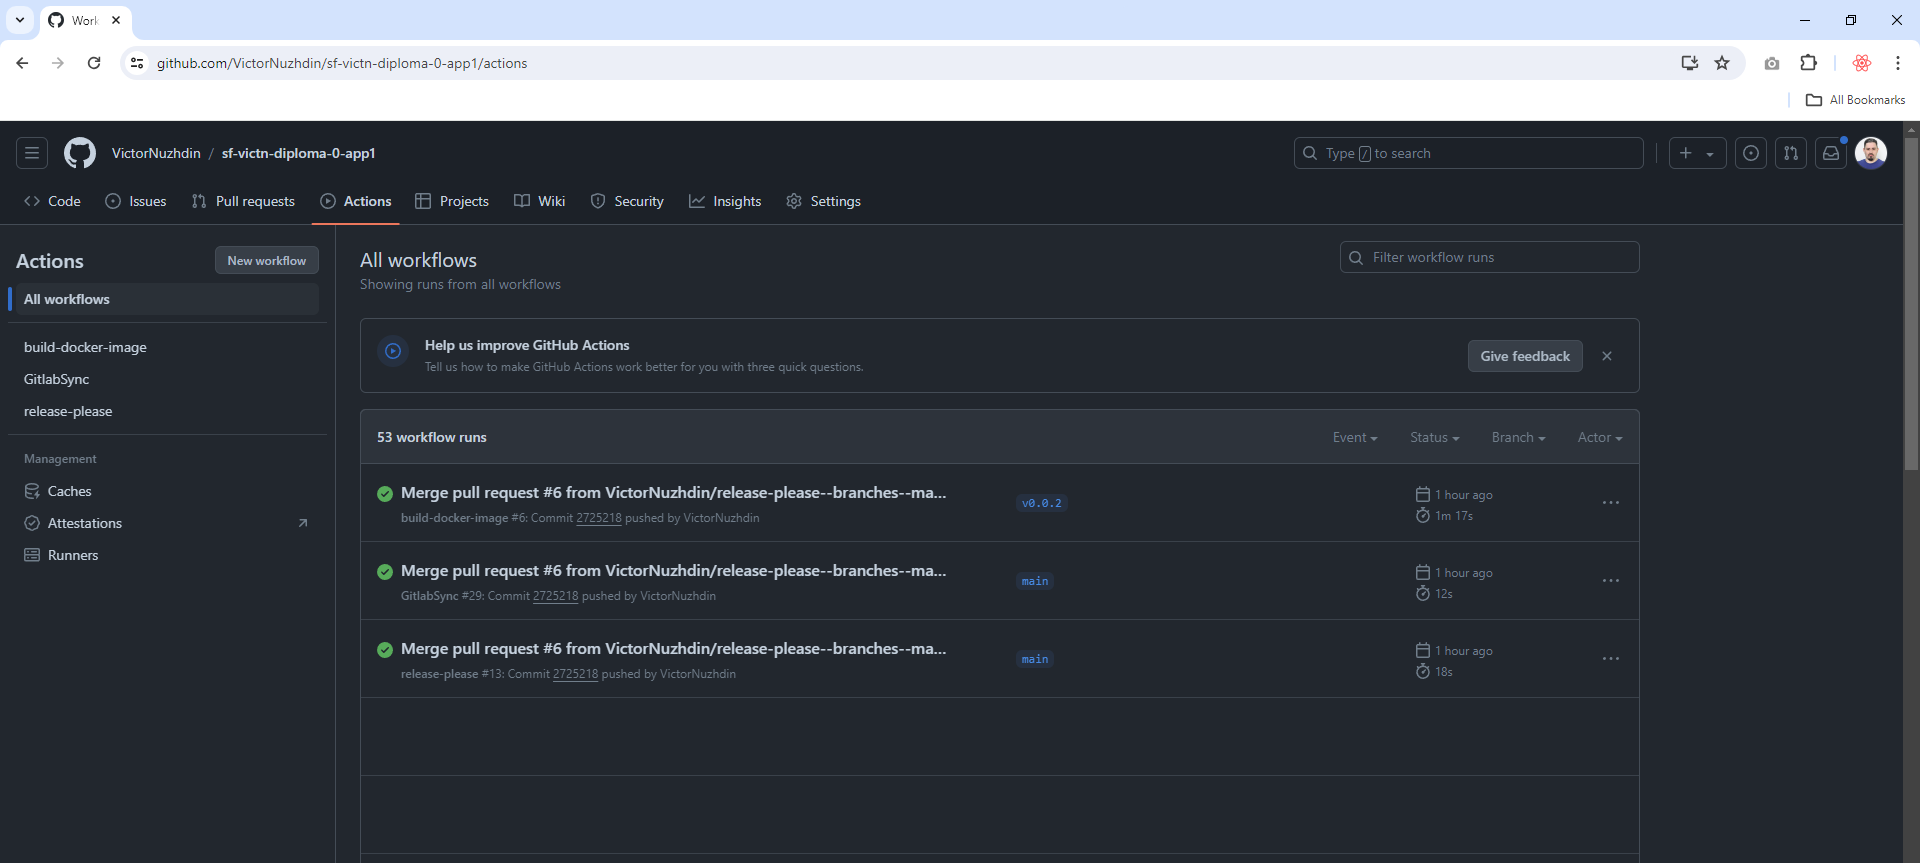 Work
github.com/VictorNuzhdin/sf-victn-diploma-0-app1/actions
All Bookmarks
VictorNuzhdin / sf-victn-diploma-0-app1
Type / to search
Code
Issues
Pull requests
Actions
Projects
Wiki
Security
Insights
Settings
Actions
New workflow
All workflows
build-docker-image
GitlabSync
release-please
Management
Caches
Attestations
Runners
All workflows
Showing runs from all workflows
Filter workflow runs
Help us improve GitHub Actions
Tell us how to make GitHub Actions work better for you with three quick questions.
Give feedback
53 workflow runs
Event
Status
Branch
Actor
Merge pull request #6 from VictorNuzhdin/release-please--branches--ma...
build-docker-image #6: Commit 2725218 pushed by VictorNuzhdin
v0.0.2
1 hour ago
1m 17s
Merge pull request #6 from VictorNuzhdin/release-please--branches--ma...
GitlabSync #29: Commit 2725218 pushed by VictorNuzhdin
main
1 hour ago
12s
Merge pull request #6 from VictorNuzhdin/release-please--branches--ma...
release-please #13: Commit 2725218 pushed by VictorNuzhdin
main
1 hour ago
18s